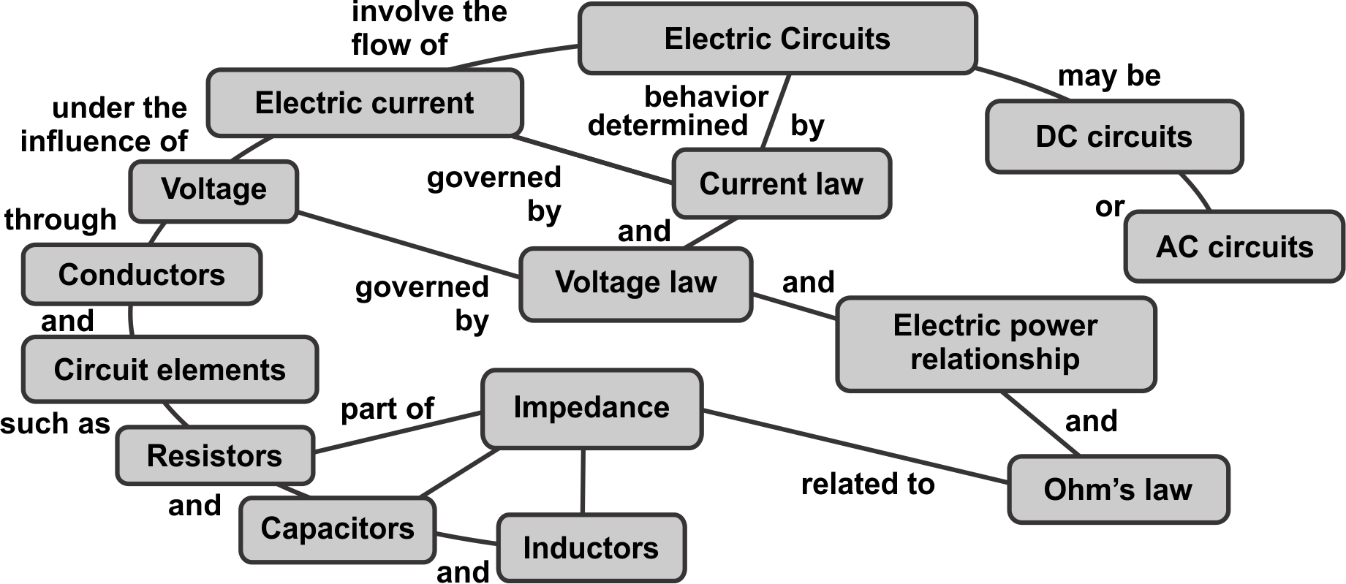 involve the
flow of
Electric Circuits
may be
Electric current
behavior
determined by
under the
influence of
DC circuits
Voltage
governed
by
Current law
or
through
and
AC circuits
Conductors
governed
by
Voltage law
and
and
Electric power
relationship
Circuit elements
such as
part of
Impedance
and
Resistors
related to
Ohm's law
and
Capacitors
and
Inductors